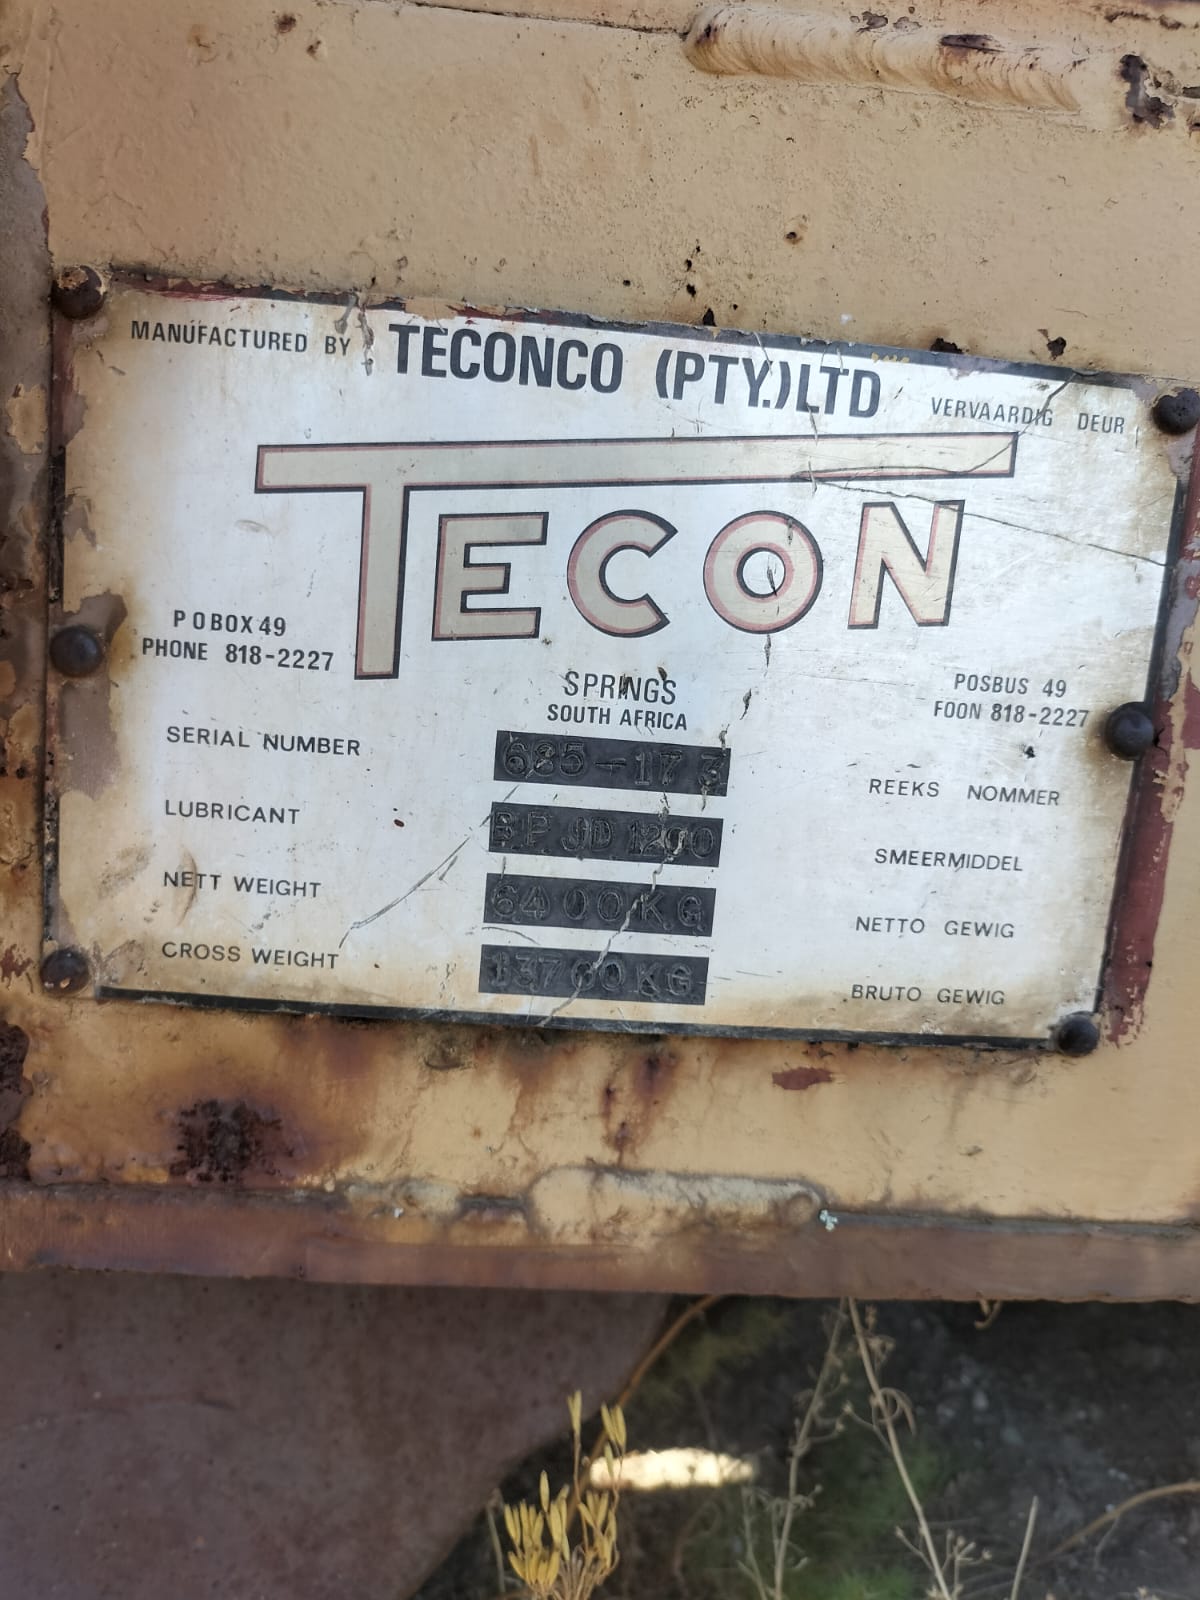 MANUFACTURED BY TECONCO (PTY.) LTD VERVAARDIG DEUR
TECON
P O BOX 49
PHONE 818-2227
SPRINGS
SOUTH AFRICA
POSBUS 49
FOON 818-2227
SERIAL NUMBER 685-173 REEKS NOMMER
LUBRICANT BP JD 1200 SMEERMIDDEL
NETT WEIGHT 6400KG NETTO GEWIG
CROSS WEIGHT 13700KG BRUTO GEWIG